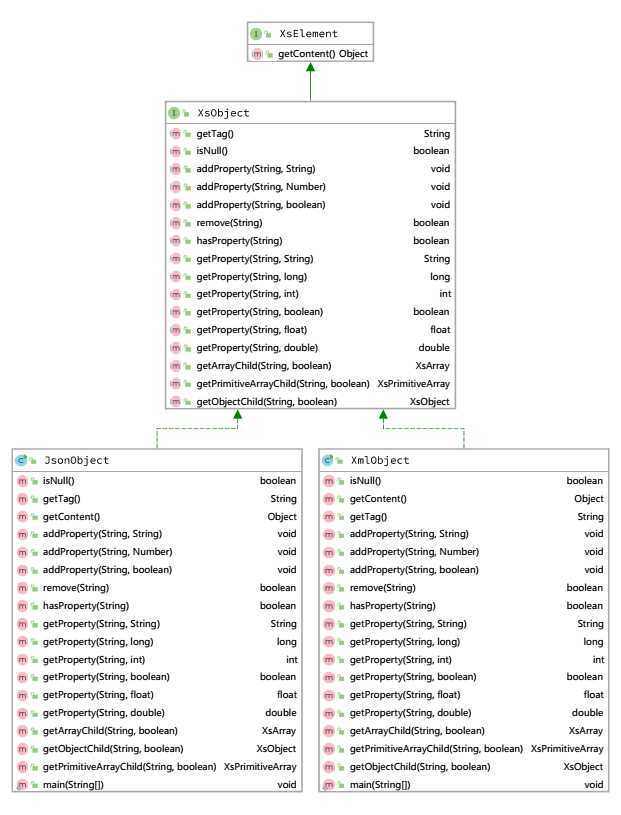 XsElement
getContent() Object
XsObject
getTag() String
isNull() boolean
addProperty(String, String) void
addProperty(String, Number) void
addProperty(String, boolean) void
remove(String) boolean
hasProperty(String) boolean
getProperty(String, String) String
getProperty(String, long) long
getProperty(String, int) int
getProperty(String, boolean) boolean
getProperty(String, float) float
getProperty(String, double) double
getArrayChild(String, boolean) XsArray
getPrimitiveArrayChild(String, boolean) XsPrimitiveArray
getObjectChild(String, boolean) XsObject
JsonObject
isNull() boolean
getTag() String
getContent() Object
addProperty(String, String) void
addProperty(String, Number) void
addProperty(String, boolean) void
remove(String) boolean
hasProperty(String) boolean
getProperty(String, String) String
getProperty(String, long) long
getProperty(String, int) int
getProperty(String, boolean) boolean
getProperty(String, float) float
getProperty(String, double) double
getArrayChild(String, boolean) XsArray
getObjectChild(String, boolean) XsObject
getPrimitiveArrayChild(String, boolean) XsPrimitiveArray
main(String[]) void
XmlObject
isNull() boolean
getContent() Object
getTag() String
addProperty(String, String) void
addProperty(String, Number) void
addProperty(String, boolean) void
remove(String) boolean
hasProperty(String) boolean
getProperty(String, String) String
getProperty(String, long) long
getProperty(String, int) int
getProperty(String, boolean) boolean
getProperty(String, float) float
getProperty(String, double) double
getArrayChild(String, boolean) XsArray
getPrimitiveArrayChild(String, boolean) XsPrimitiveArray
getObjectChild(String, boolean) XsObject
main(String[]) void